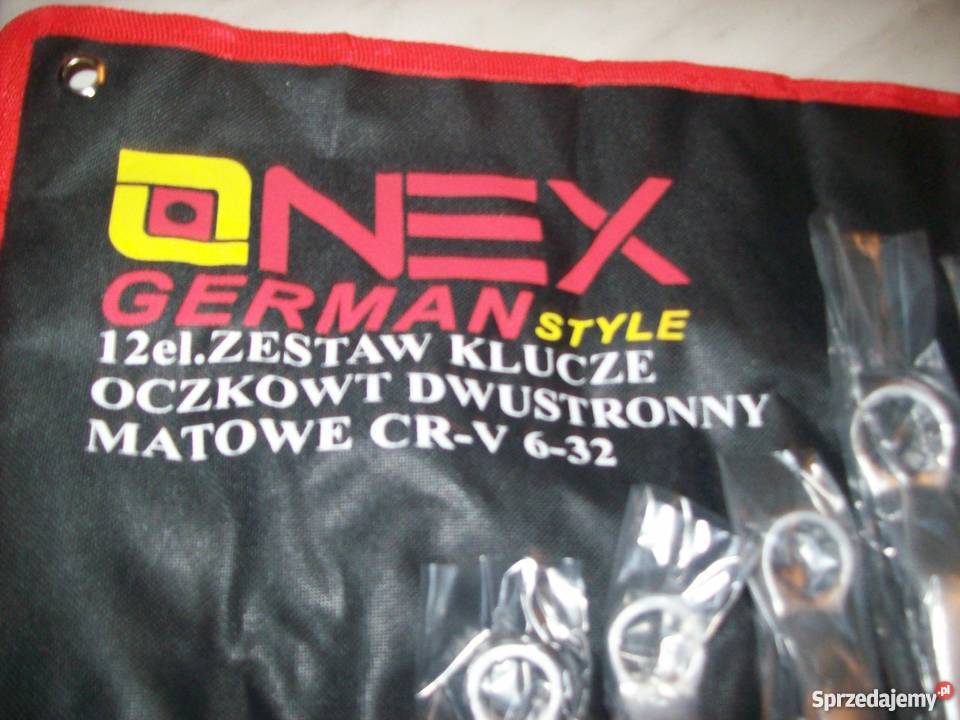 ONEX
GERMAN STYLE
12el.ZESTAW KLUCZE
OCZKOWT DWUSTRONNY
MATOWE CR-V 6-32
Sprzedajemy.pl